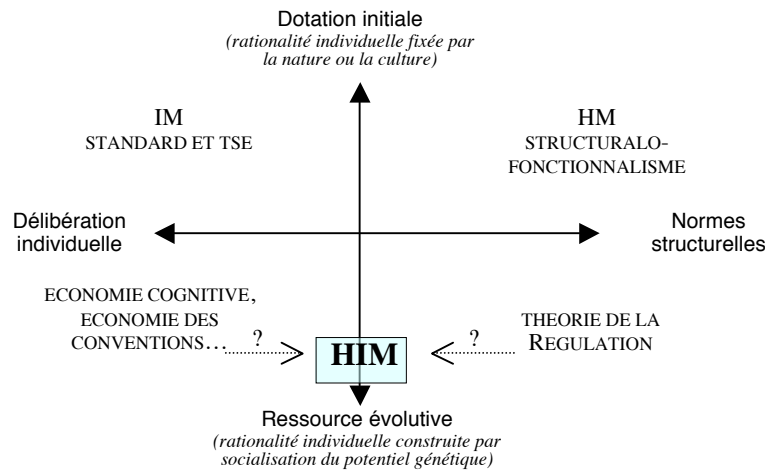 Dotation initiale
(rationalité individuelle fixée par
la nature ou la culture)
IM
STANDARD ET TSE
HM
STRUCTURALO-
FONCTIONNALISME
Délibération
individuelle
Normes
structurelles
ECONOMIE COGNITIVE,
ECONOMIE DES
CONVENTIONS…
?
HIM
?
THEORIE DE LA
REGULATION
Ressource évolutive
(rationalité individuelle construite par
socialisation du potentiel génétique)